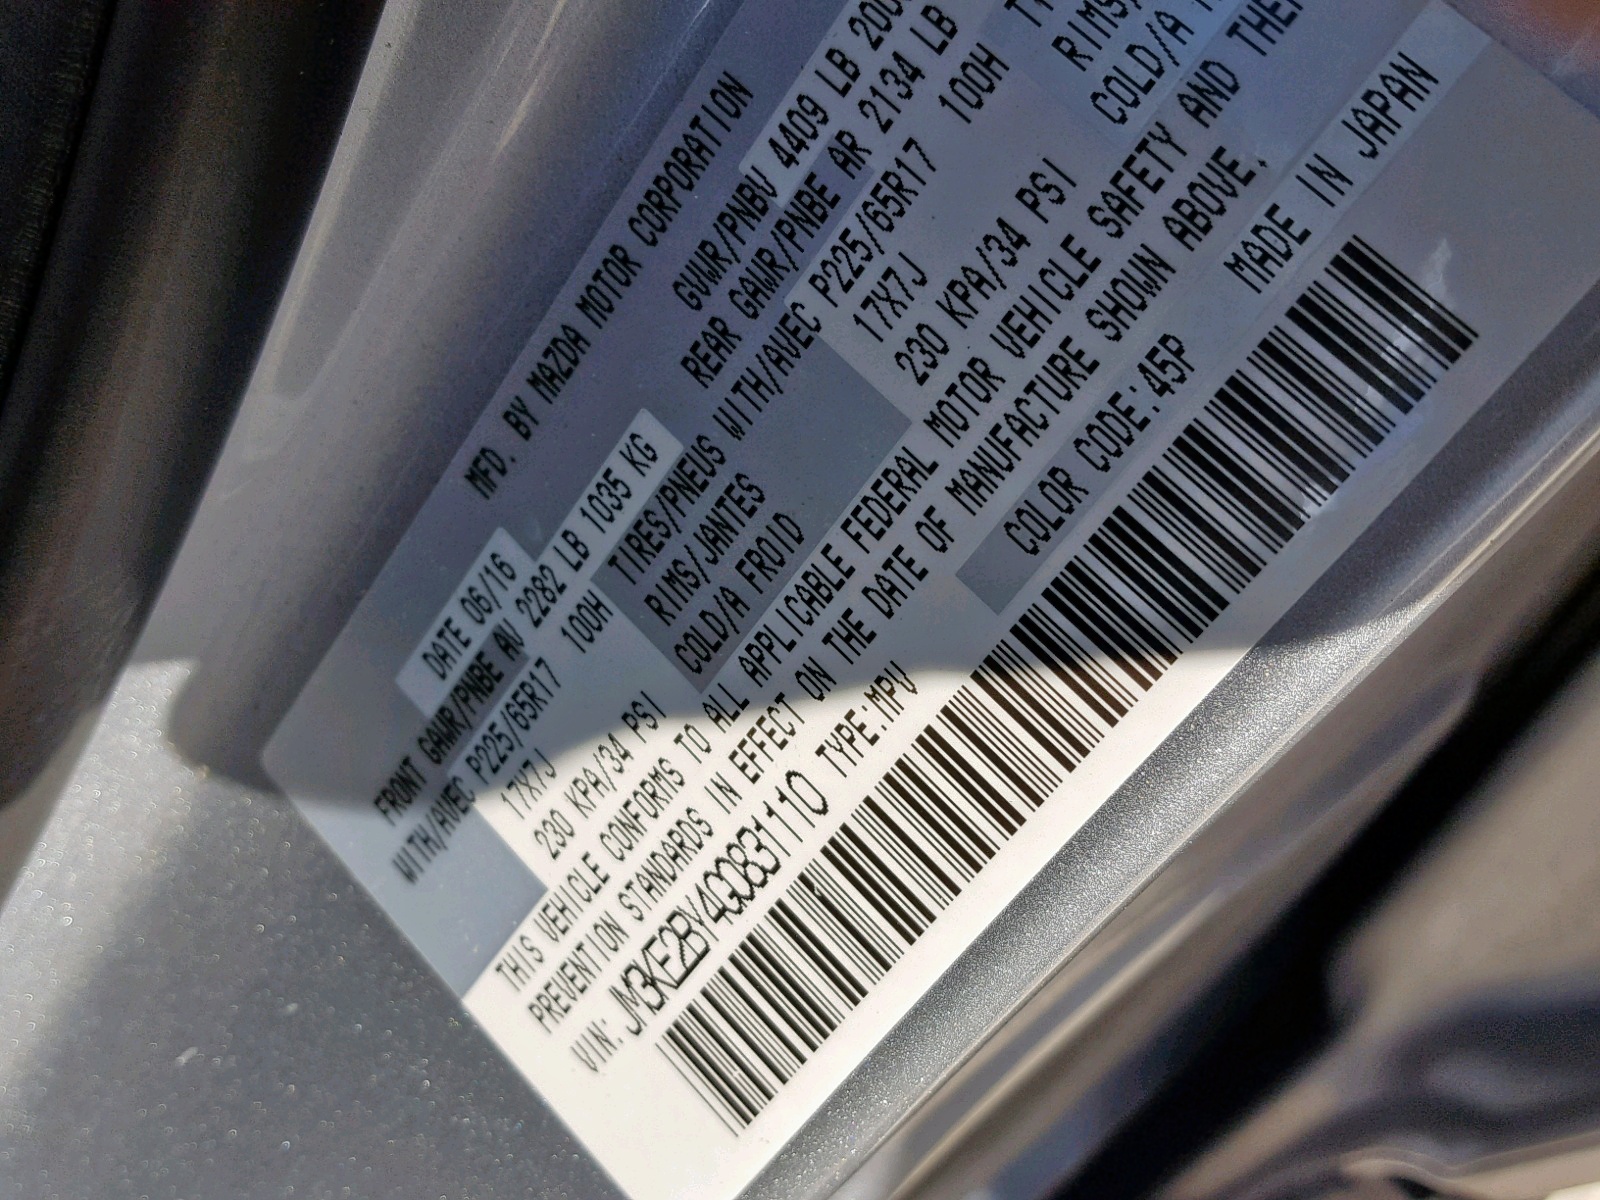 MFD. BY MAZDA MOTOR CORPORATION
DATE 06/16 GVWR/PNBV 4409 LB
FRONT GAWR/PNBE AV 2282 LB 1035 KG REAR GAWR/PNBE AR 2134 LB
WITH/AVEC P225/65R17 100H TIRES/PNEUS WITH/AVEC P225/65R17 100H
17X7J RIMS/JANTES 17X7J
230 KPA/34 PSI COLD/A FROID 230 KPA/34 PSI COLD/A
THIS VEHICLE CONFORMS TO ALL APPLICABLE FEDERAL MOTOR VEHICLE SAFETY AND
PREVENTION STANDARDS IN EFFECT ON THE DATE OF MANUFACTURE SHOWN ABOVE.
VIN: JM3KE2BY4G0831110 TYPE:MPV COLOR CODE:45P MADE IN JAPAN